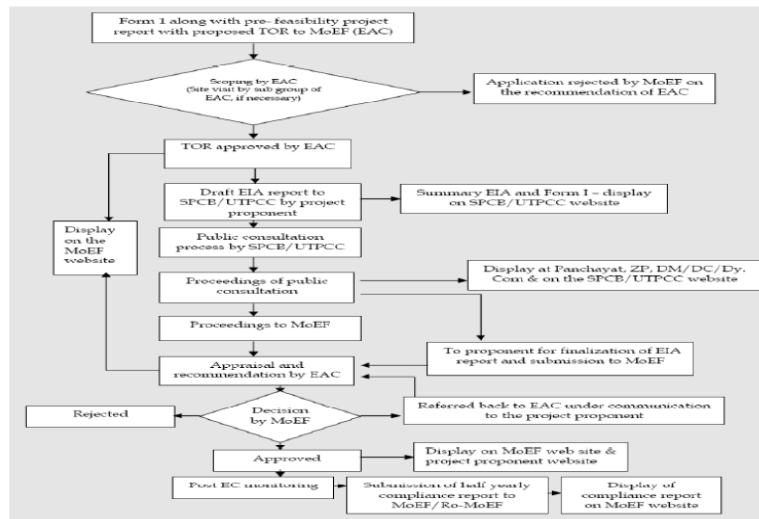 Form 1 along with pre- feasibility project
report with proposed TOR to MoEF (EAC)
Scoping by EAC
(Site visit by sub group of
EAC, if necessary)
Application rejected by MoEF on
the recommendation of EAC
TOR approved by EAC
Draft EIA report to
SPCB/UTPCC by project
proponent
Summary EIA and Form I – display
on SPCB/UTPCC website
Display
on the
MoEF
website
Public consultation
process by SPCB/UTPCC
Proceedings of public
consultation
Display at Panchayat, ZP, DM/DC/Dy.
Com & on the SPCB/UTPCC website
Proceedings to MoEF
To proponent for finalization of EIA
report and submission to MoEF
Appraisal and
recommendation by EAC
Rejected
Decision
by MoEF
Referred back to EAC under communication
to the project proponent
Approved
Display on MoEF web site &
project proponent website
Post EC monitoring
Submission of half yearly
compliance report to
MoEF/Ro-MoEF
Display of
compliance report
on MoEF website